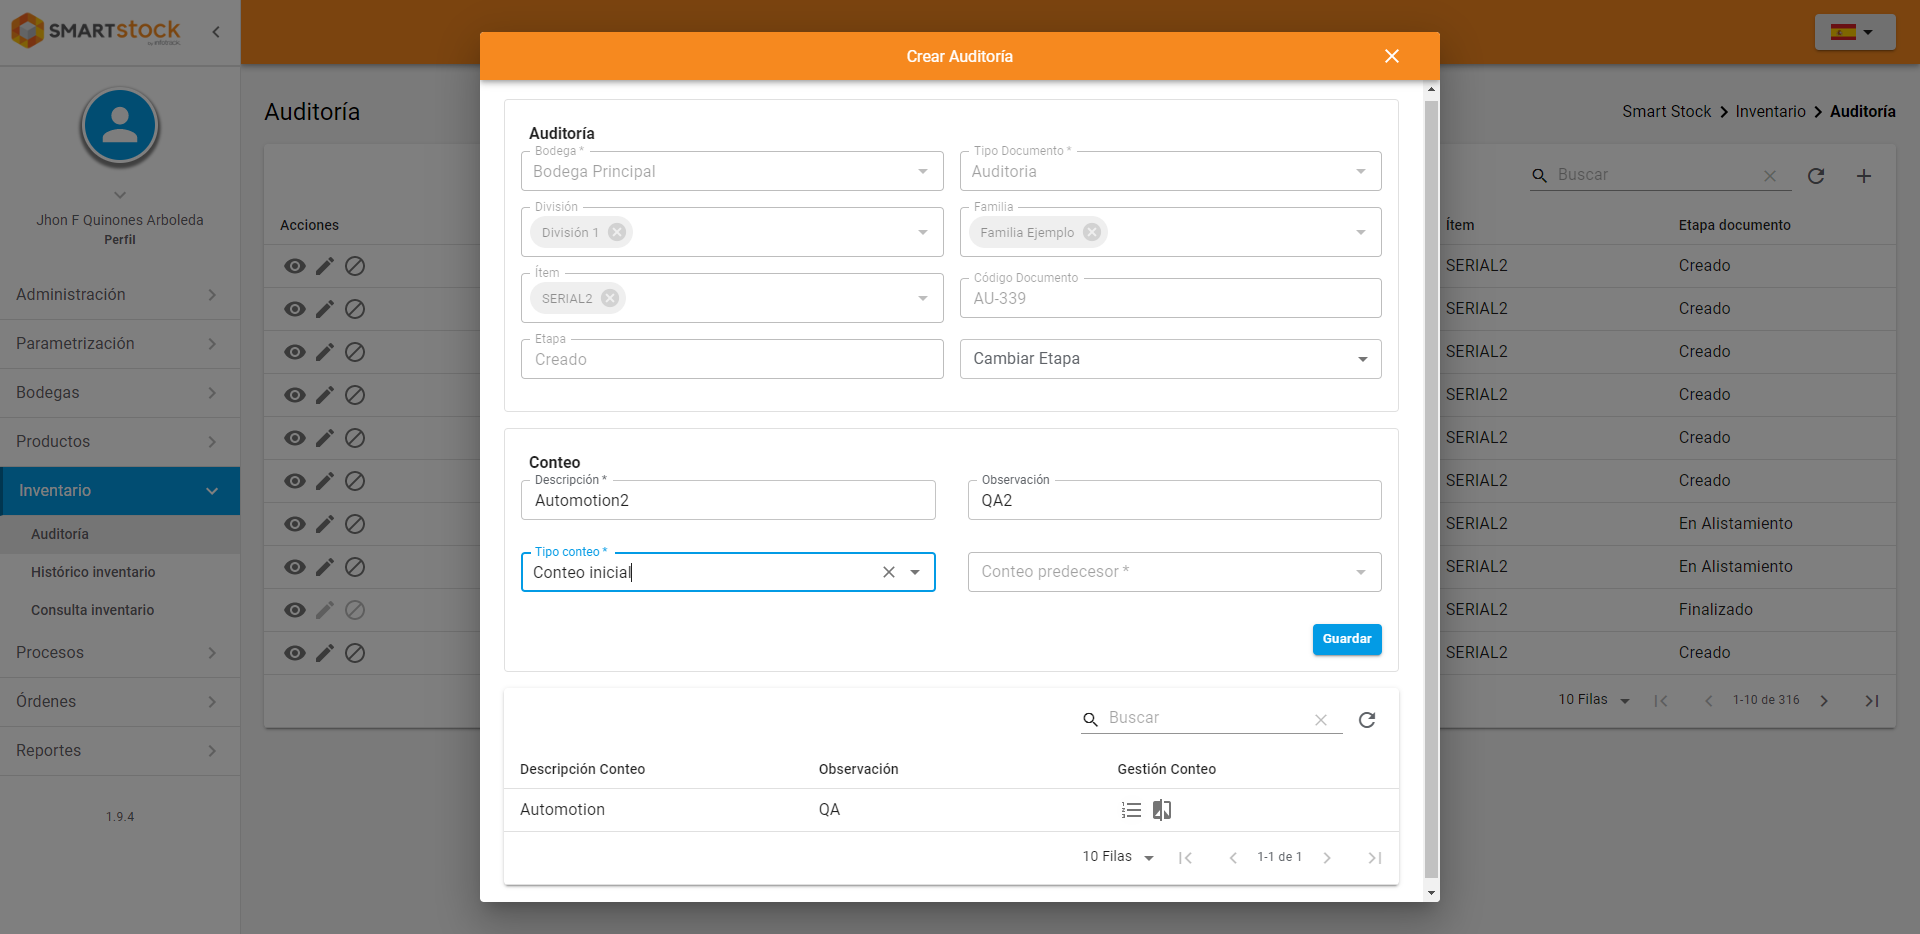 SMARTSTOCK
by infotrack
Crear Auditoría
Jhon F Quinones Arboleda
Perfil
Administración
Parametrización
Bodegas
Productos
Inventario
Auditoría
Histórico inventario
Consulta inventario
Procesos
Órdenes
Reportes
1.9.4
Auditoría
Smart Stock > Inventario > Auditoría
Buscar
Acciones
Ítem
Etapa documento
SERIAL2 Creado
SERIAL2 Creado
SERIAL2 Creado
SERIAL2 Creado
SERIAL2 Creado
SERIAL2 Creado
SERIAL2 En Alistamiento
SERIAL2 En Alistamiento
SERIAL2 Finalizado
SERIAL2 Creado
10 Filas 1-10 de 316
Auditoría
Bodega *
Bodega Principal
Tipo Documento *
Auditoria
División
División 1
Familia
Familia Ejemplo
Ítem
SERIAL2
Código Documento
AU-339
Etapa
Creado
Cambiar Etapa
Conteo
Descripción *
Automotion2
Observación
QA2
Tipo conteo *
Conteo inicial
Conteo predecesor *
Guardar
Buscar
Descripción Conteo Observación Gestión Conteo
Automotion QA
10 Filas 1-1 de 1